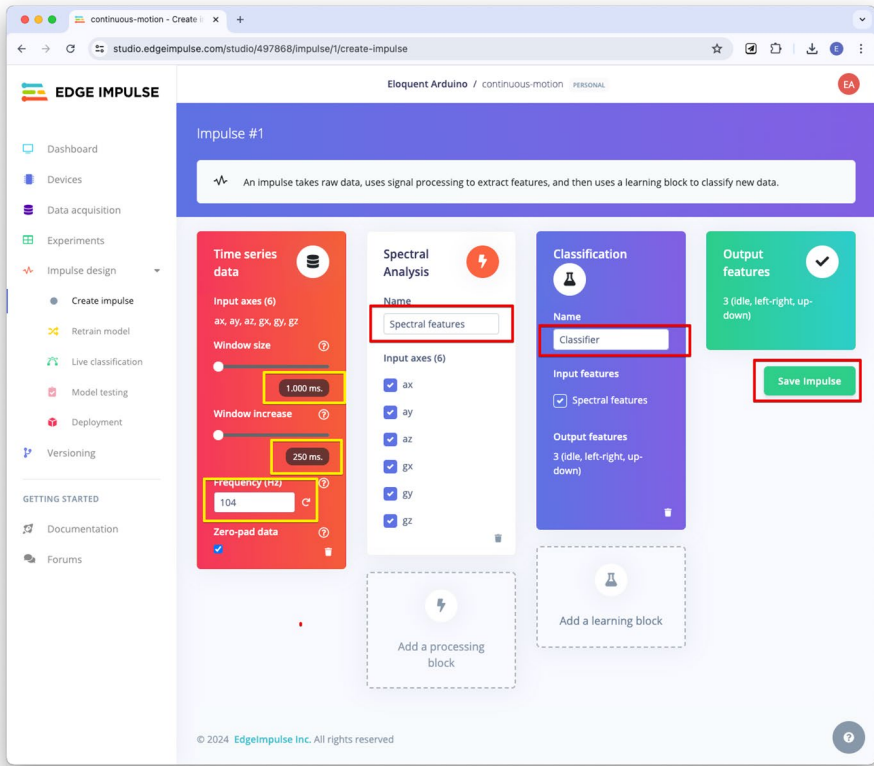 continuous-motion - Create i
studio.edgeimpulse.com/studio/497868/impulse/1/create-impulse
E
EDGE IMPULSE
Eloquent Arduino / continuous-motion PERSONAL
EA
Dashboard
Devices
Data acquisition
Experiments
Impulse design
Create impulse
Retrain model
Live classification
Model testing
Deployment
Versioning
GETTING STARTED
Documentation
Forums
Impulse #1
An impulse takes raw data, uses signal processing to extract features, and then uses a learning block to classify new data.
Time series
data
Input axes (6)
ax, ay, az, gx, gy, gz
Window size
1.000 ms.
Window increase
250 ms.
Frequency (Hz)
104
Zero-pad data
Spectral
Analysis
Name
Spectral features
Input axes (6)
ax
ay
az
gx
gy
gz
Add a processing
block
Classification
Name
Classifier
Input features
Spectral features
Output features
3 (idle, left-right, up-
down)
Add a learning block
Output
features
3 (idle, left-right, up-
down)
Save Impulse
© 2024 EdgeImpulse Inc. All rights reserved